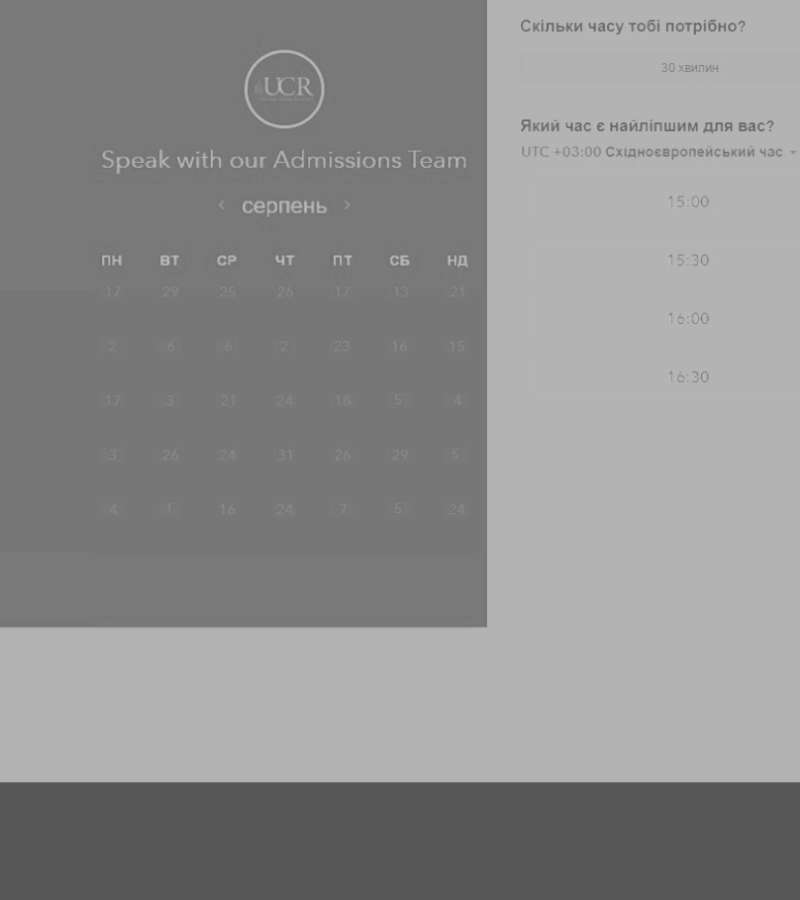 UCR
Speak with our Admissions Team
‹ серпень ›
ПН ВТ СР ЧТ ПТ СБ НД
17 29 25 26 17 13 21
2 6 6 2 23 16 15
17 3 21 24 18 5 4
3 26 24 31 26 29 5
4 1 16 24 7 5 24
Скільки часу тобі потрібно?
30 хвилин
Який час є найліпшим для вас?
UTC +03:00 Східноєвропейський час
15:00
15:30
16:00
16:30